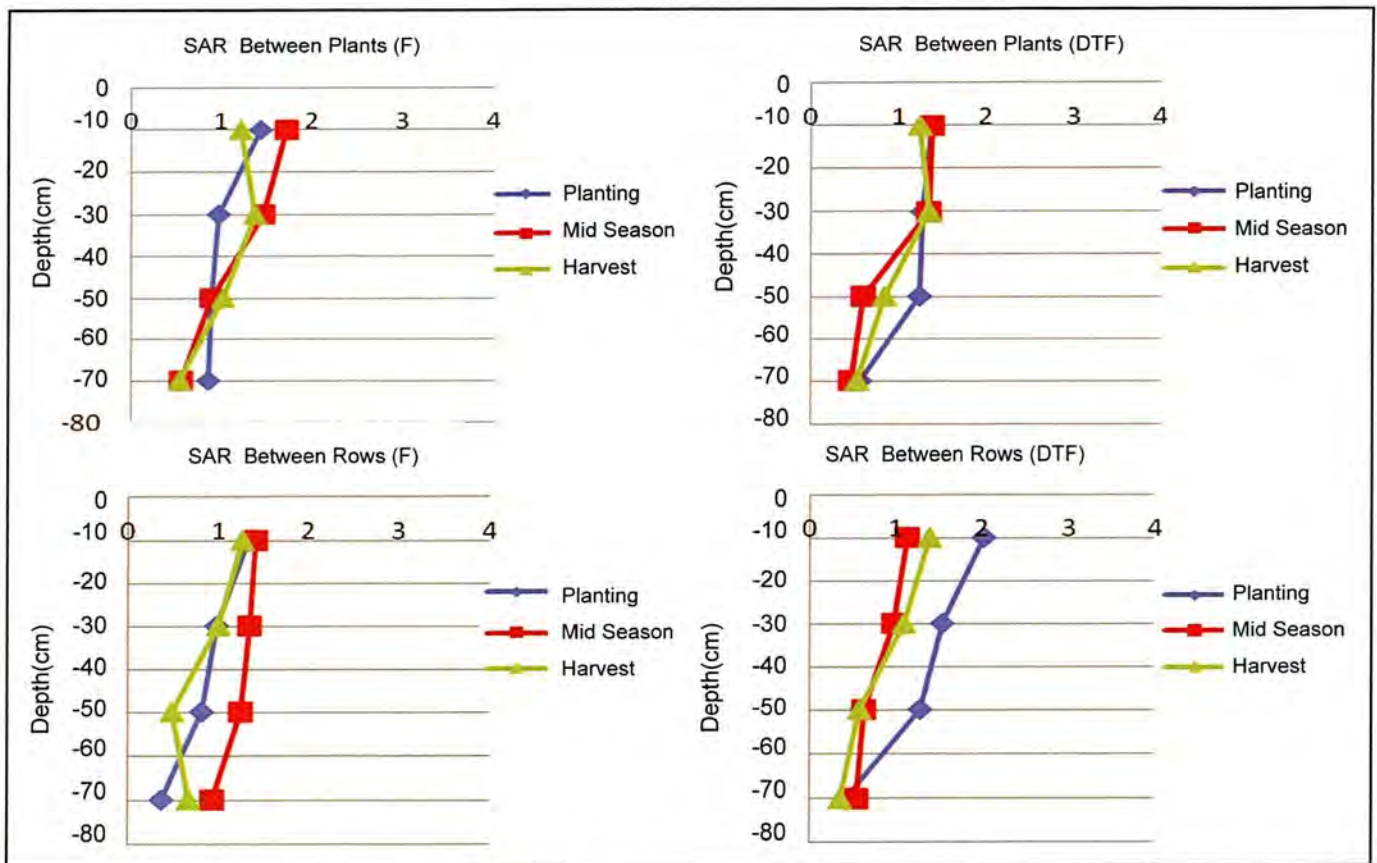 SAR Between Plants (F)
0
-10
0 1 2 3 4
-20
-30
-40
-50
-60
-70
-80
Depth(cm)
Planting
Mid Season
Harvest
SAR Between Plants (DTF)
0
-10
0 1 2 3 4
-20
-30
-40
-50
-60
-70
-80
Depth(cm)
Planting
Mid Season
Harvest
SAR Between Rows (F)
0
-10
0 1 2 3 4
-20
-30
-40
-50
-60
-70
-80
Depth(cm)
Planting
Mid Season
Harvest
SAR Between Rows (DTF)
0
-10
0 1 2 3 4
-20
-30
-40
-50
-60
-70
-80
Depth(cm)
Planting
Mid Season
Harvest